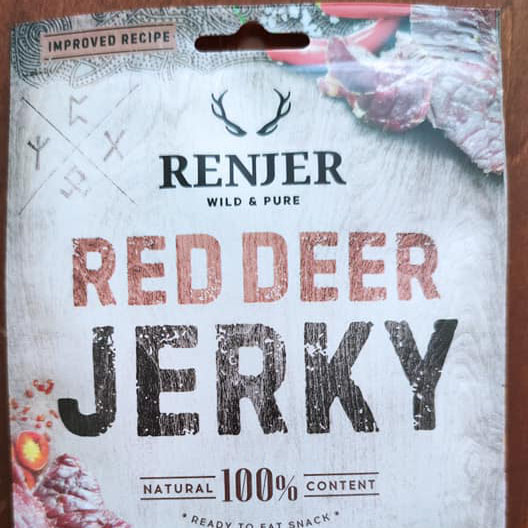 IMPROVED RECIPE
RENJER
WILD & PURE
RED DEER
JERKY
NATURAL 100% CONTENT
* READY TO EAT SNACK *